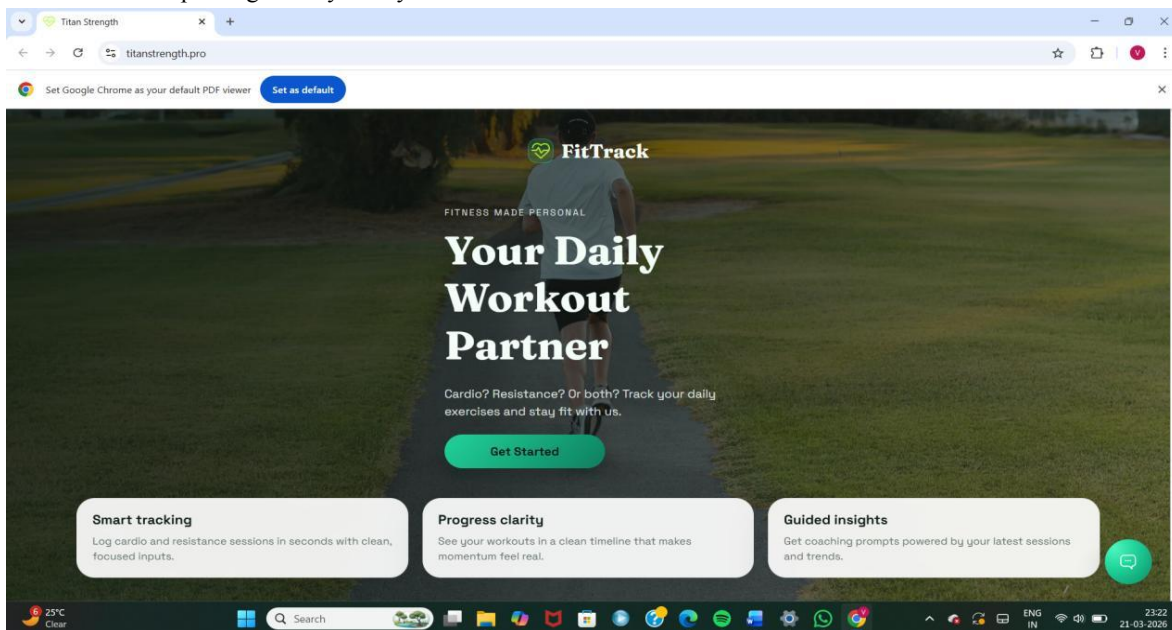 Titan Strength
titanstrength.pro
V
Set Google Chrome as your default PDF viewer Set as default
FitTrack
FITNESS MADE PERSONAL
Your Daily
Workout
Partner
Cardio? Resistance? Or both? Track your daily
exercises and stay fit with us.
Get Started
Smart tracking
Log cardio and resistance sessions in seconds with clean,
focused inputs.
Progress clarity
See your workouts in a clean timeline that makes
momentum feel real.
Guided insights
Get coaching prompts powered by your latest sessions
and trends.
6
25°C
Clear
Search
ENG
IN
23:22
21-03-2026